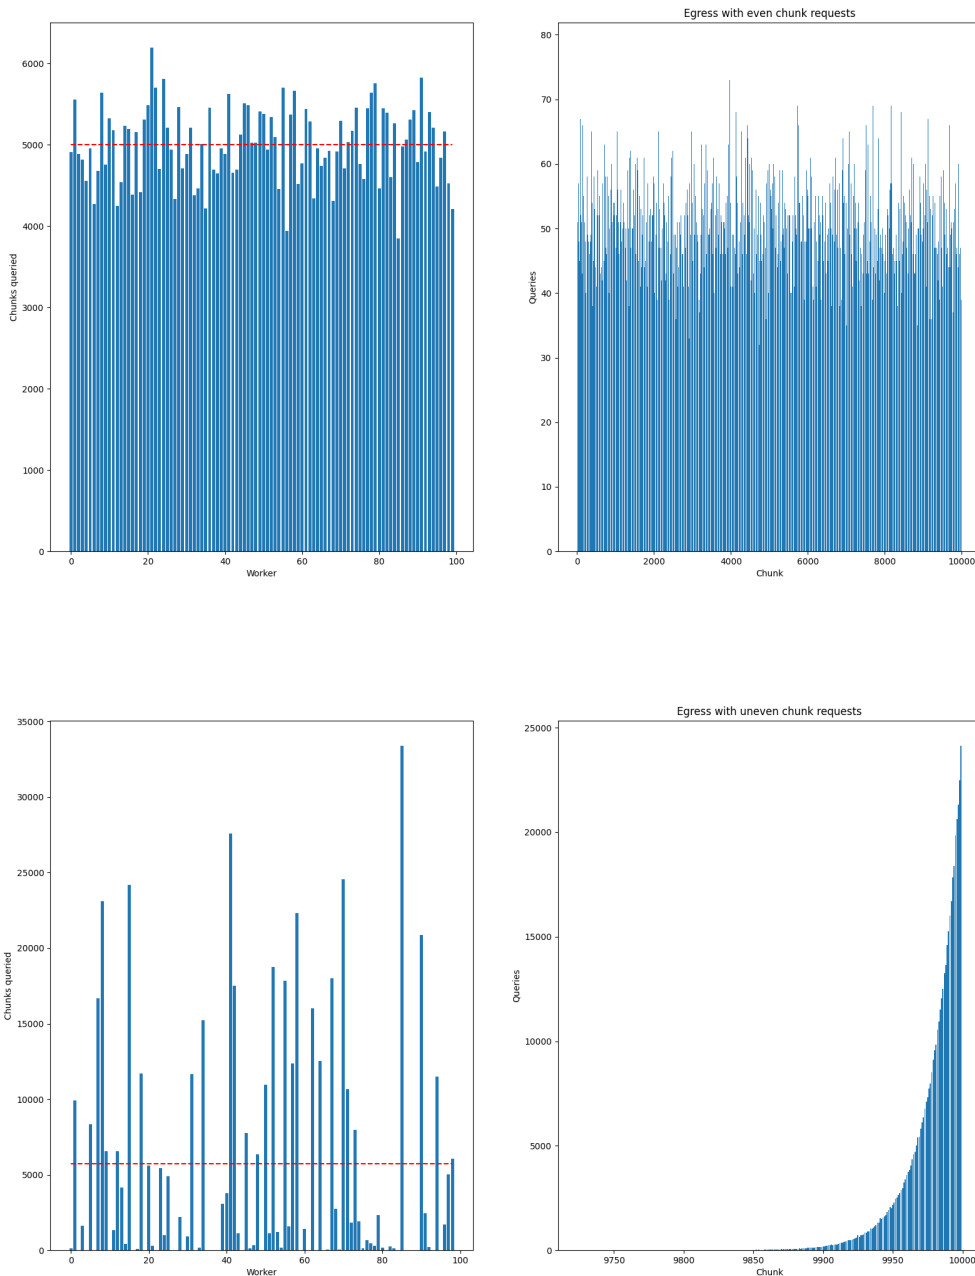 Egress with even chunk requests
6000
5000
4000
3000
2000
1000
0
Chunks queried
0 20 40 60 80 100
Worker
80
70
60
50
40
30
20
10
0
Queries
0 2000 4000 6000 8000 10000
Chunk
Egress with uneven chunk requests
35000
30000
25000
20000
15000
10000
5000
0
Chunks queried
0 20 40 60 80 100
Worker
25000
20000
15000
10000
5000
0
Queries
9750 9800 9850 9900 9950 10000
Chunk